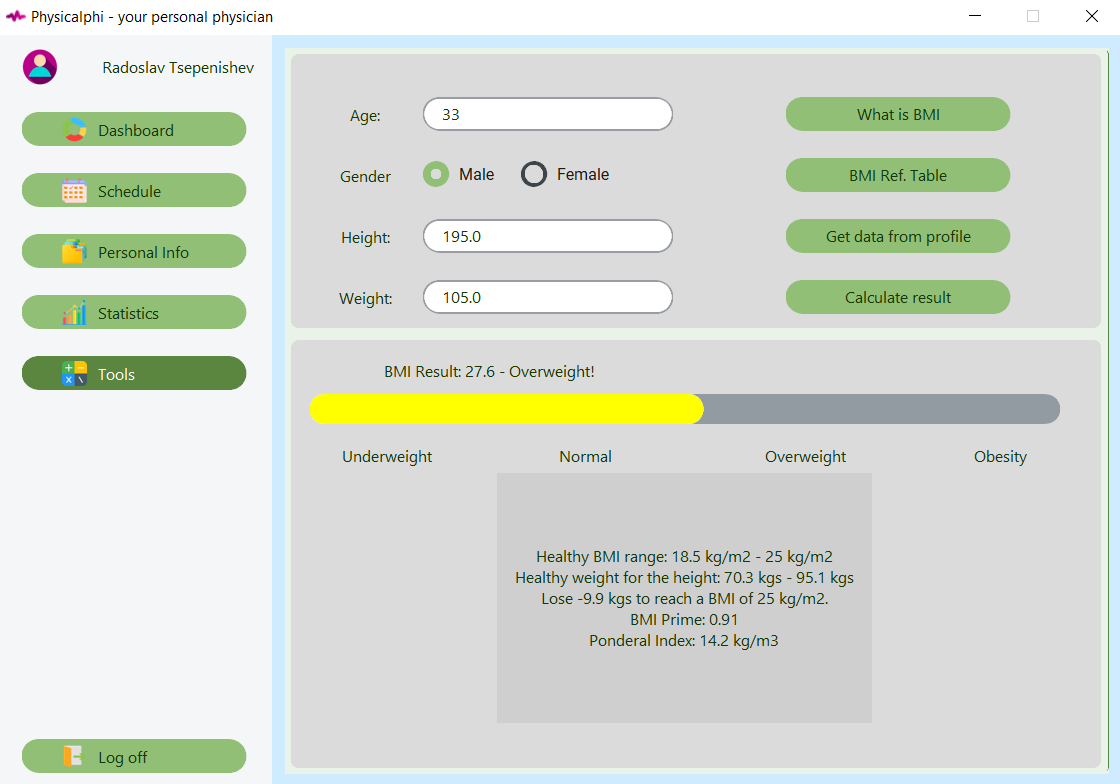 Physicalphi - your personal physician
Radoslav Tsepenishev
Dashboard
Schedule
Personal Info
Statistics
Tools
Log off
Age:
33
What is BMI
Gender
Male
Female
BMI Ref. Table
Height:
195.0
Get data from profile
Weight:
105.0
Calculate result
BMI Result: 27.6 - Overweight!
Underweight
Normal
Overweight
Obesity
Healthy BMI range: 18.5 kg/m2 - 25 kg/m2
Healthy weight for the height: 70.3 kgs - 95.1 kgs
Lose -9.9 kgs to reach a BMI of 25 kg/m2.
BMI Prime: 0.91
Ponderal Index: 14.2 kg/m3